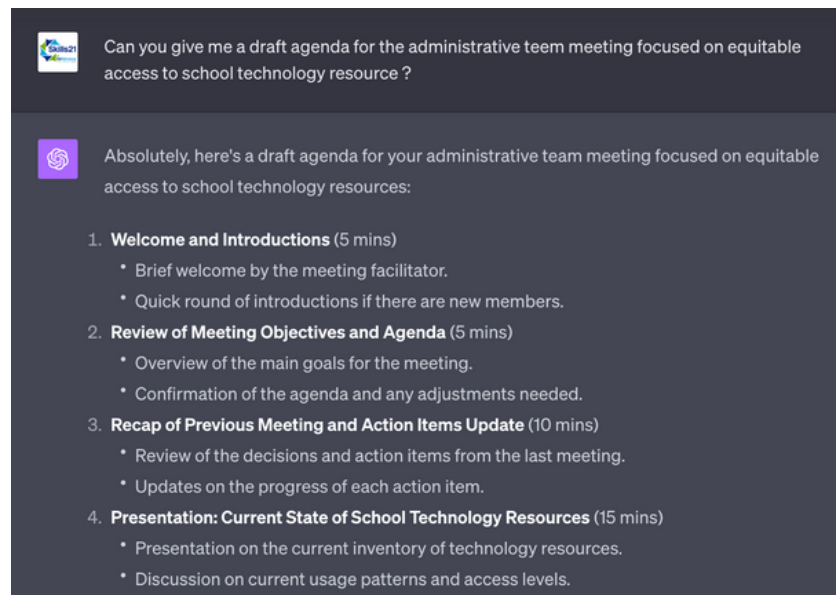 Skills21
Can you give me a draft agenda for the administrative teem meeting focused on equitable
access to school technology resource ?
Absolutely, here's a draft agenda for your administrative team meeting focused on equitable
access to school technology resources:
1. Welcome and Introductions (5 mins)
• Brief welcome by the meeting facilitator.
• Quick round of introductions if there are new members.
2. Review of Meeting Objectives and Agenda (5 mins)
• Overview of the main goals for the meeting.
• Confirmation of the agenda and any adjustments needed.
3. Recap of Previous Meeting and Action Items Update (10 mins)
• Review of the decisions and action items from the last meeting.
• Updates on the progress of each action item.
4. Presentation: Current State of School Technology Resources (15 mins)
• Presentation on the current inventory of technology resources.
• Discussion on current usage patterns and access levels.